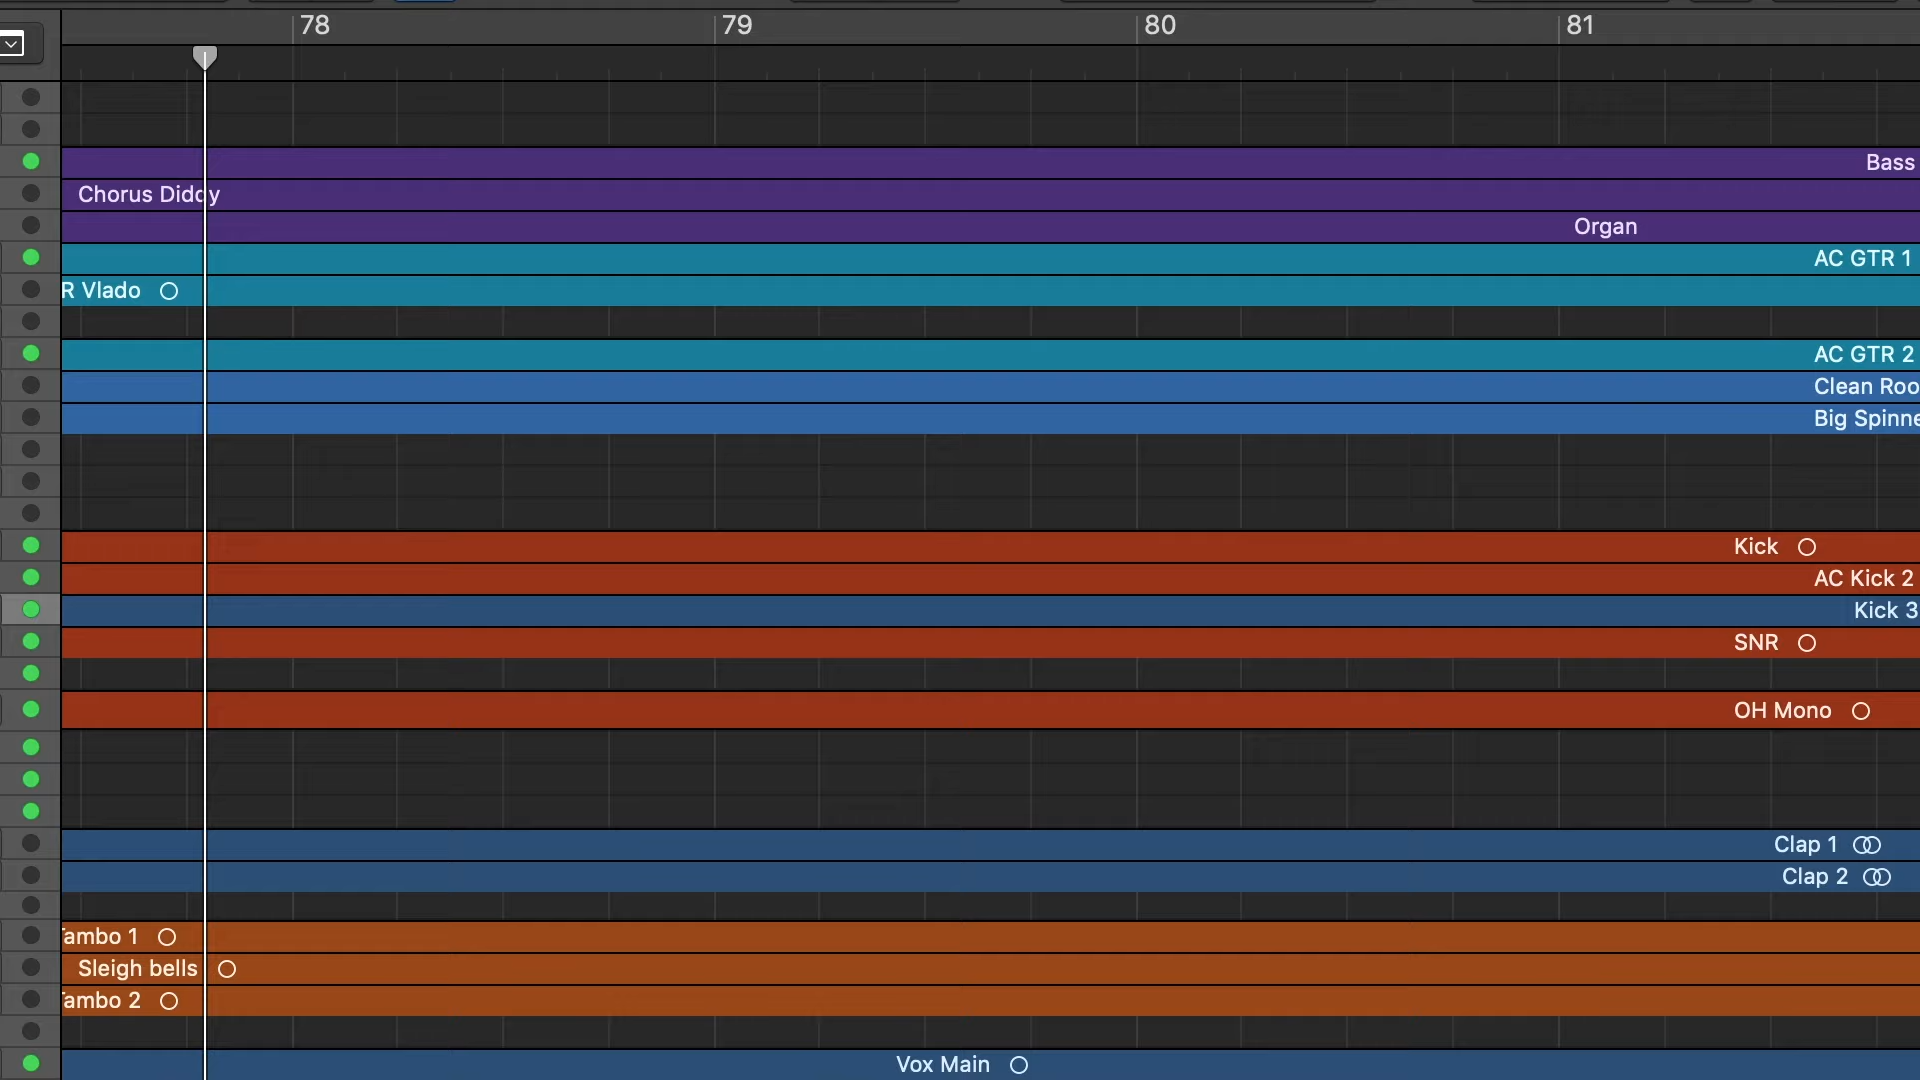 78 79 80 81
Bass
Chorus Diddy
Organ
AC GTR 1
R Vlado
AC GTR 2
Clean Roo
Big Spinne
Kick
AC Kick 2
Kick 3
SNR
OH Mono
Clap 1
Clap 2
Tambo 1
Sleigh bells
Tambo 2
Vox Main